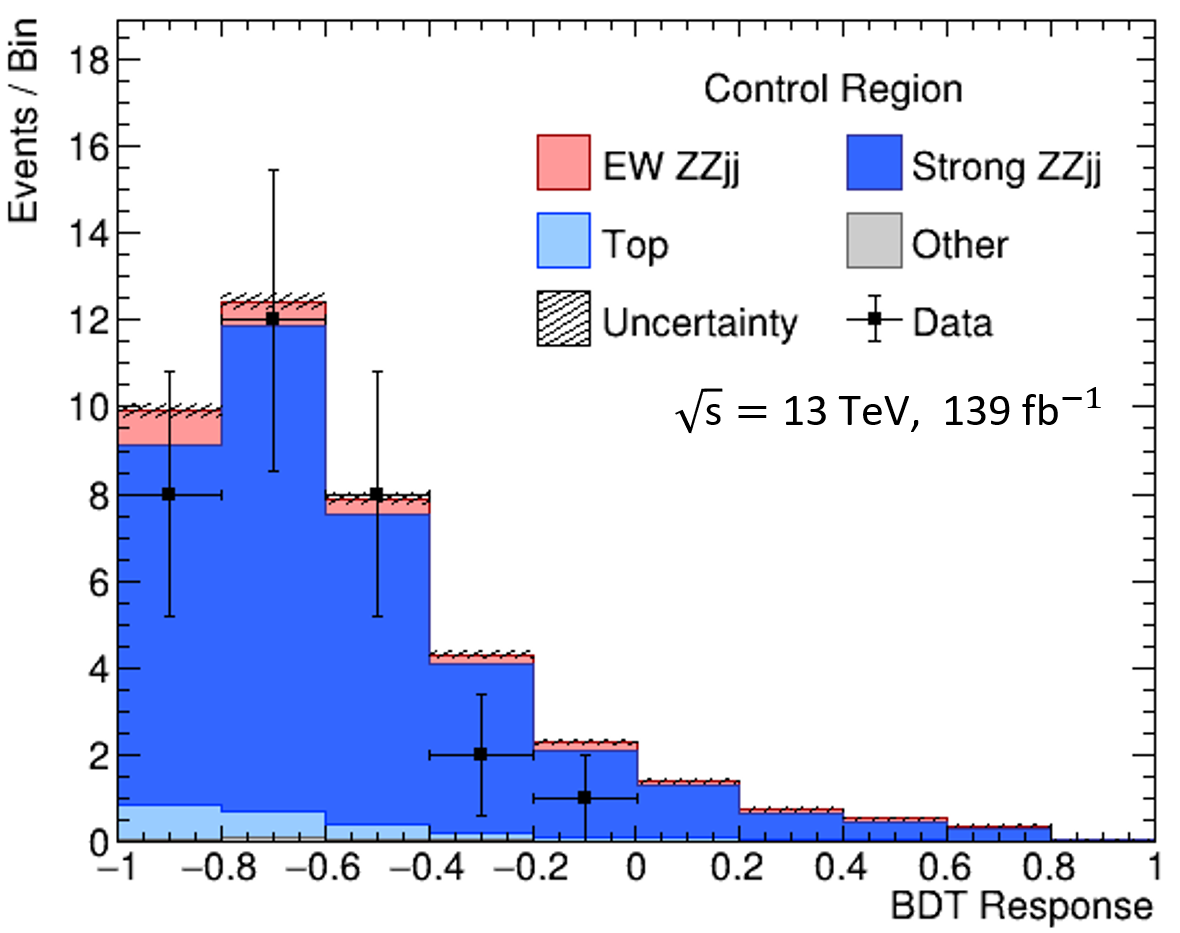 Events / Bin
18
16
14
12
10
8
6
4
2
0
Control Region
EW ZZjj
Strong ZZjj
Top
Other
Uncertainty
Data
√s = 13 TeV, 139 fb⁻¹
−1 −0.8 −0.6 −0.4 −0.2 0 0.2 0.4 0.6 0.8 1
BDT Response